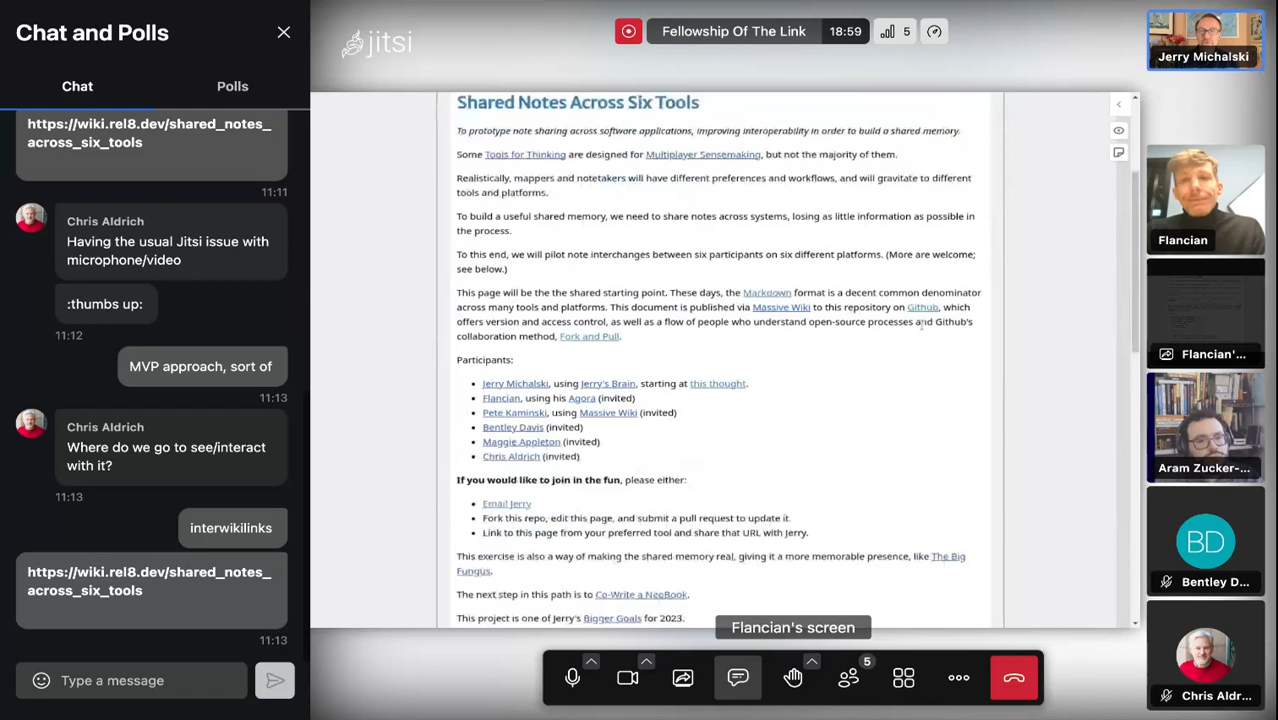 Chat and Polls
Chat
Polls
https://wiki.rel8.dev/shared_notes_
across_six_tools
11:11
Chris Aldrich
Having the usual Jitsi issue with
microphone/video
:thumbs up:
11:12
MVP approach, sort of
11:13
Chris Aldrich
Where do we go to see/interact
with it?
11:13
interwikilinks
https://wiki.rel8.dev/shared_notes_
across_six_tools
11:13
Type a message
jitsi
Fellowship Of The Link
18:59
5
Shared Notes Across Six Tools
To prototype note sharing across software applications, improving interoperability in order to build a shared memory.
Some Tools for Thinking are designed for Multiplayer Sensemaking, but not the majority of them.
Realistically, mappers and notetakers will have different preferences and workflows, and will gravitate to different
tools and platforms.
To build a useful shared memory, we need to share notes across systems, losing as little information as possible in
the process.
To this end, we will pilot note interchanges between six participants on six different platforms. (More are welcome;
see below.)
This page will be the the shared starting point. These days, the Markdown format is a decent common denominator
across many tools and platforms. This document is published via Massive Wiki to this repository on Github, which
offers version and access control, as well as a flow of people who understand open-source processes and Github's
collaboration method, Fork and Pull.
Participants:
• Jerry Michalski, using Jerry's Brain, starting at this thought.
• Flancian, using his Agora (invited)
• Pete Kaminski, using Massive Wiki (invited)
• Bentley Davis (invited)
• Maggie Appleton (invited)
• Chris Aldrich (invited)
If you would like to join in the fun, please either:
• Email Jerry
• Fork this repo, edit this page, and submit a pull request to update it.
• Link to this page from your preferred tool and share that URL with Jerry.
This exercise is also a way of making the shared memory real, giving it a more memorable presence, like The Big
Fungus.
The next step in this path is to Co-Write a NeoBook.
This project is one of Jerry's Bigger Goals for 2023.
Flancian's screen
5
Jerry Michalski
Flancian
Flancian'...
Aram Zucker-...
BD
Bentley D...
Chris Aldr...